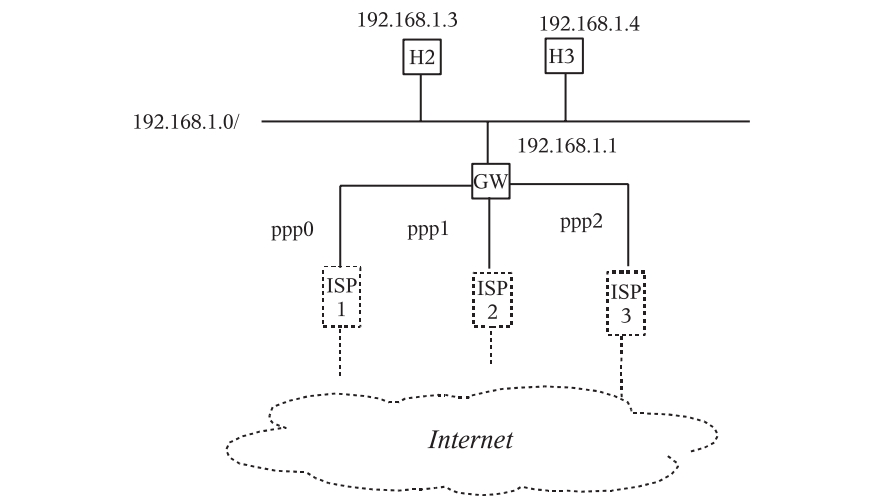 192.168.1.3
192.168.1.4
H2
H3
192.168.1.0/
192.168.1.1
GW
ppp0
ppp1
ppp2
ISP
1
ISP
2
ISP
3
Internet